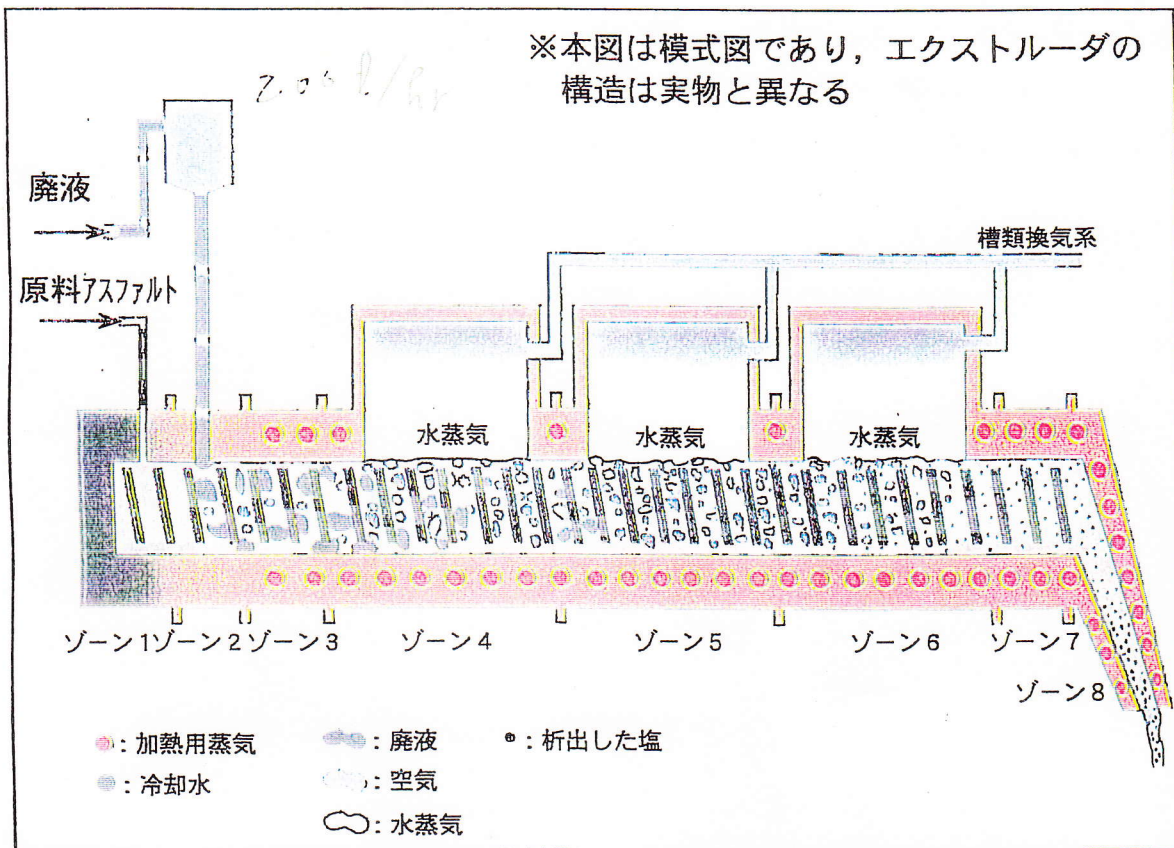 ※本図は模式図であり，エクストルーダの
構造は実物と異なる
廃液
原料アスファルト
槽類換気系
水蒸気
水蒸気
水蒸気
ゾーン1
ゾーン2
ゾーン3
ゾーン4
ゾーン5
ゾーン6
ゾーン7
ゾーン8
：加熱用蒸気
：廃液
：析出した塩
：冷却水
：空気
：水蒸気